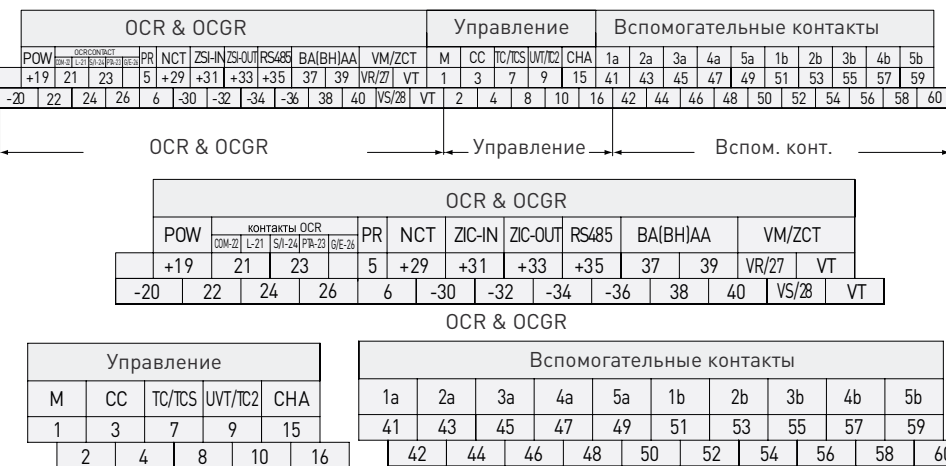 OCR & OCGR Управление Вспомогательные контакты
POW OCRCONTACT PR NCT ZSI-IN ZSI-OUT RS485 BA(BH)AA VM/ZCT M CC TC/TCS UVT/TC2 CHA 1a 2a 3a 4a 5a 1b 2b 3b 4b 5b
COM-22 L-21 S/I-24 PTA-23 G/E-26
+19 21 23 5 +29 +31 +33 +35 37 39 VR/27 VT 1 3 7 9 15 41 43 45 47 49 51 53 55 57 59
-20 22 24 26 6 -30 -32 -34 -36 38 40 VS/28 VT 2 4 8 10 16 42 44 46 48 50 52 54 56 58 60
OCR & OCGR Управление Вспом. конт.
OCR & OCGR
POW контакты OCR PR NCT ZIC-IN ZIC-OUT RS485 BA(BH)AA VM/ZCT
COM-22 L-21 S/I-24 PTA-23 G/E-26
+19 21 23 5 +29 +31 +33 +35 37 39 VR/27 VT
-20 22 24 26 6 -30 -32 -34 -36 38 40 VS/28 VT
OCR & OCGR
Управление
M CC TC/TCS UVT/TC2 CHA
1 3 7 9 15
2 4 8 10 16
Вспомогательные контакты
1a 2a 3a 4a 5a 1b 2b 3b 4b 5b
41 43 45 47 49 51 53 55 57 59
42 44 46 48 50 52 54 56 58